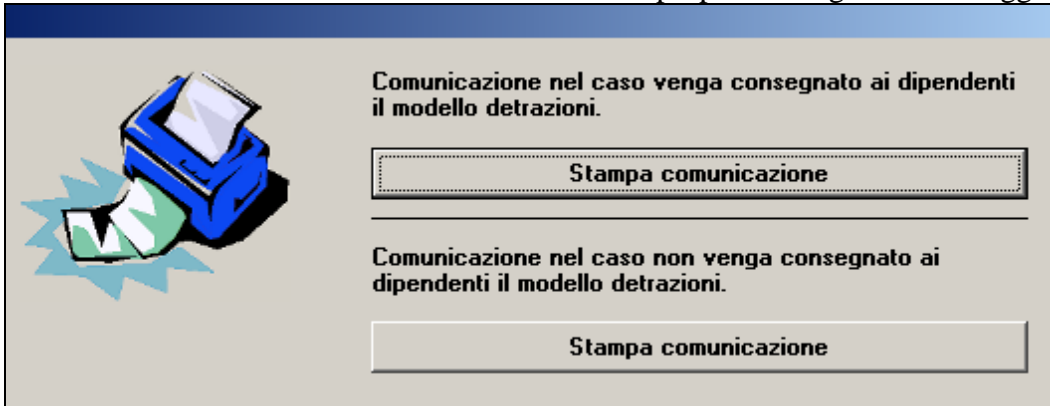 Comunicazione nel caso venga consegnato ai dipendenti
il modello detrazioni.
Stampa comunicazione
Comunicazione nel caso non venga consegnato ai
dipendenti il modello detrazioni.
Stampa comunicazione